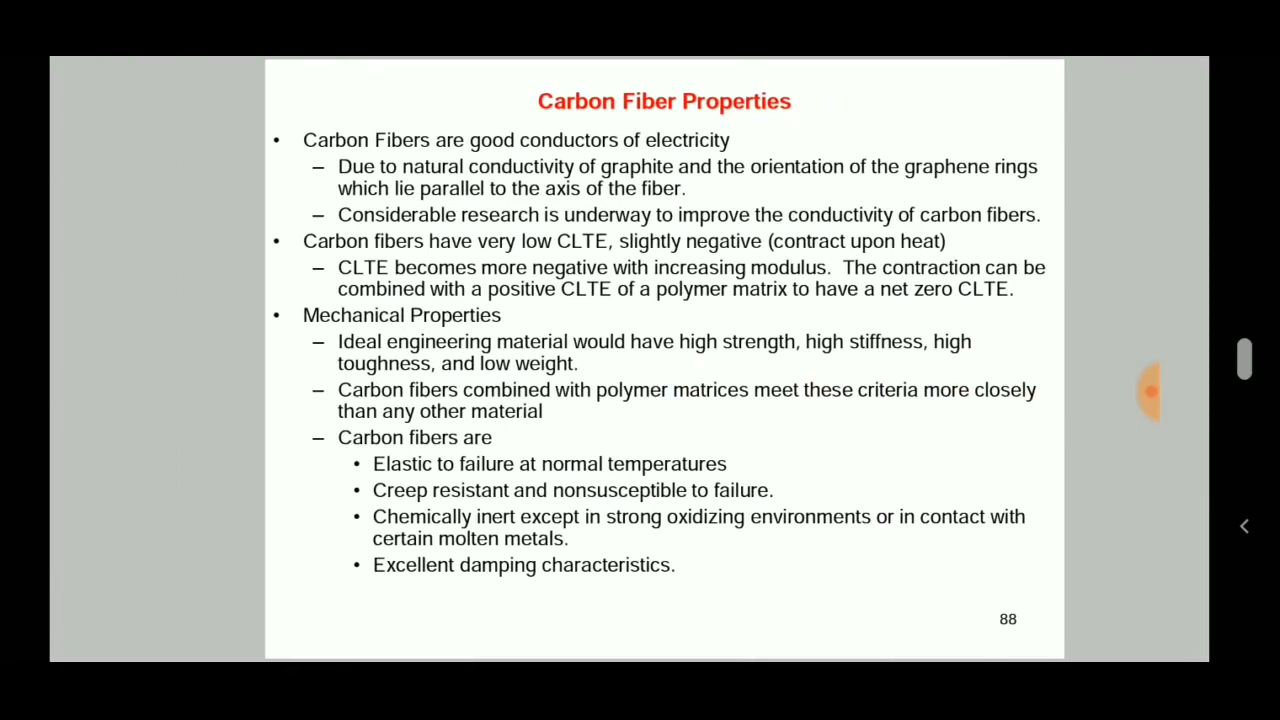 Carbon Fiber Properties
• Carbon Fibers are good conductors of electricity
– Due to natural conductivity of graphite and the orientation of the graphene rings
which lie parallel to the axis of the fiber.
– Considerable research is underway to improve the conductivity of carbon fibers.
• Carbon fibers have very low CLTE, slightly negative (contract upon heat)
– CLTE becomes more negative with increasing modulus. The contraction can be
combined with a positive CLTE of a polymer matrix to have a net zero CLTE.
• Mechanical Properties
– Ideal engineering material would have high strength, high stiffness, high
toughness, and low weight.
– Carbon fibers combined with polymer matrices meet these criteria more closely
than any other material
– Carbon fibers are
• Elastic to failure at normal temperatures
• Creep resistant and nonsusceptible to failure.
• Chemically inert except in strong oxidizing environments or in contact with
certain molten metals.
• Excellent damping characteristics.
88